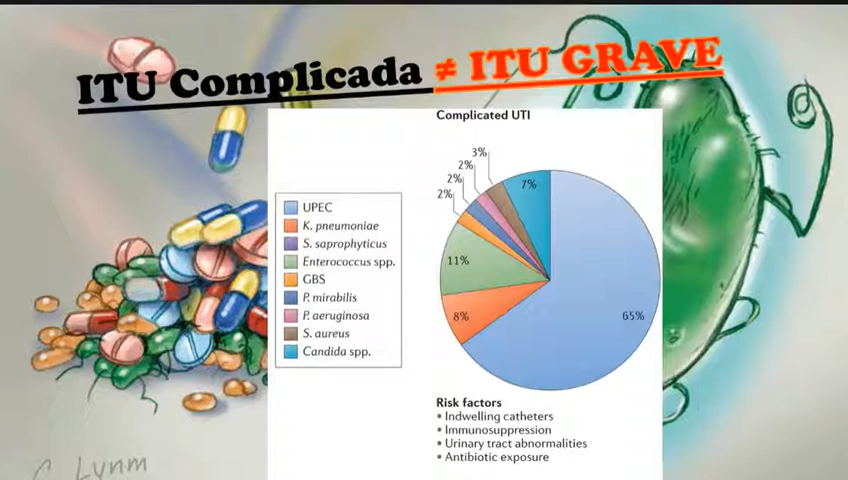 ITU Complicada ≠ ITU GRAVE
Complicated UTI
3%
2%
2%
2%
7%
11%
8%
65%
UPEC
K. pneumoniae
S. saprophyticus
Enterococcus spp.
GBS
P. mirabilis
P. aeruginosa
S. aureus
Candida spp.
Risk factors
• Indwelling catheters
• Immunosuppression
• Urinary tract abnormalities
• Antibiotic exposure
C. Lynm